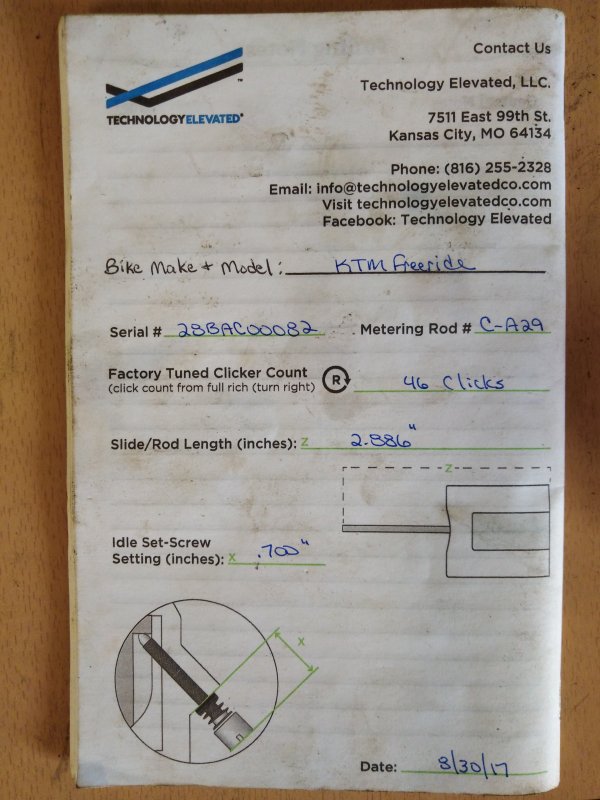 Contact Us
TECHNOLOGYELEVATED
™
Technology Elevated, LLC.
7511 East 99th St.
Kansas City, MO 64134
Phone: (816) 255-2328
Email: info@technologyelevatedco.com
Visit technologyelevatedco.com
Facebook: Technology Elevated
Bike Make + Model: KTM Freeride
Serial # 28BAC00082 Metering Rod # C-A29
Factory Tuned Clicker Count
(click count from full rich (turn right) R 46 Clicks
Slide/Rod Length (inches): Z 2.886"
Z
Idle Set-Screw
Setting (inches): X .700"
X
Date: 8/30/17